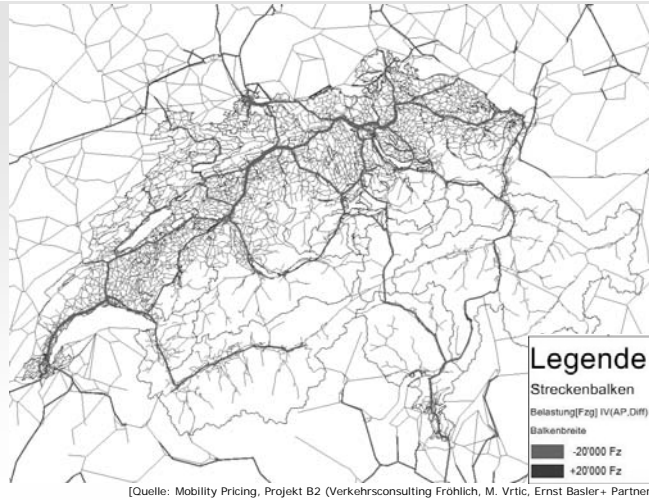 Legende
Streckenbalken
Belastung[Fzg] IV(AP,Diff)
Balkenbreite
-20'000 Fz
+20'000 Fz
[Quelle: Mobility Pricing, Projekt B2 (Verkehrsconsulting Fröhlich, M. Vrtic, Ernst Basler+ Partner